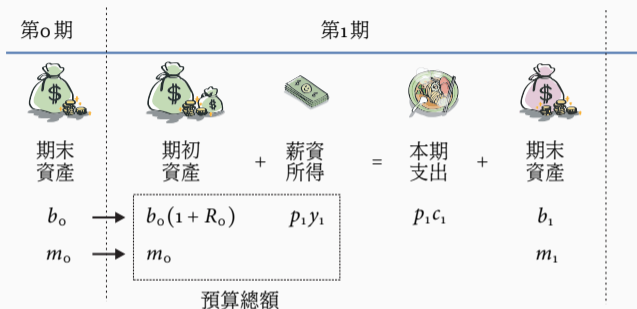 第0期 第1期
期末 期初 薪資 本期 期末
資產 資產 + 所得 = 支出 + 資產
b₀ → b₀(1 + R₀) p₁y₁ p₁c₁ b₁
m₀ → m₀ m₁
預算總額